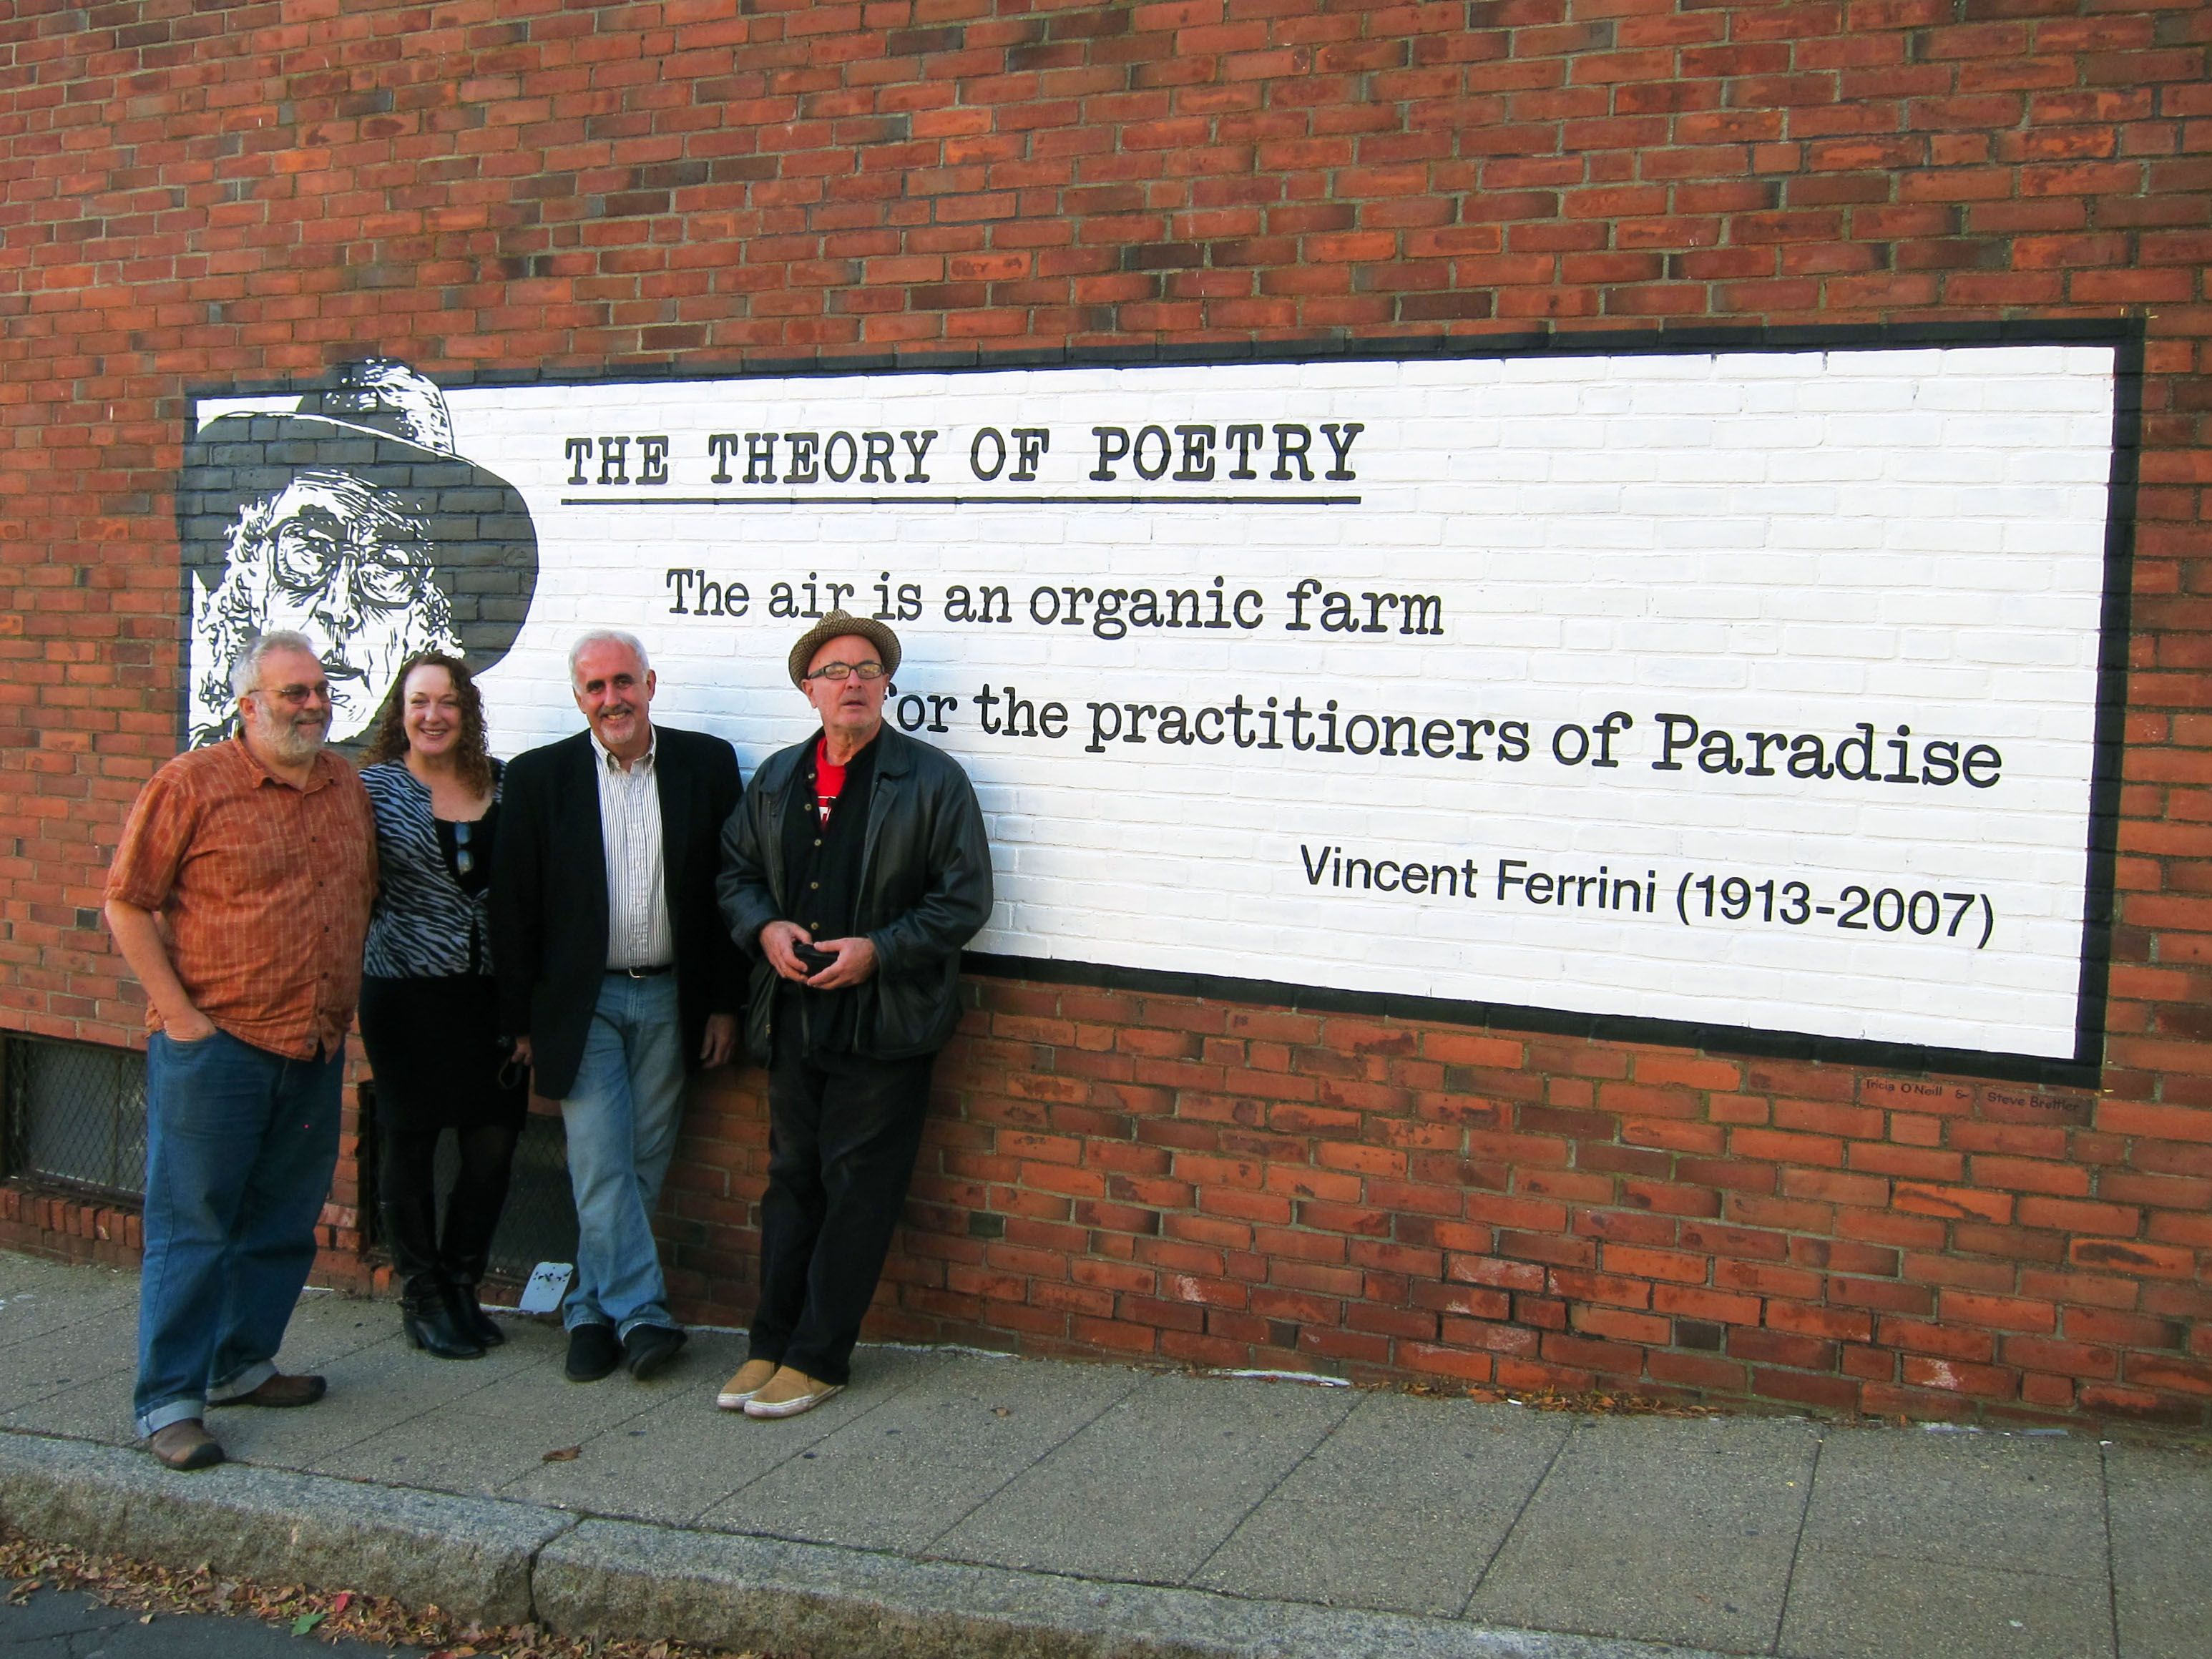 THE THEORY OF POETRY
The air is an organic farm
for the practitioners of Paradise
Vincent Ferrini (1913-2007)
Tricia O'Neill & Steve Brettler